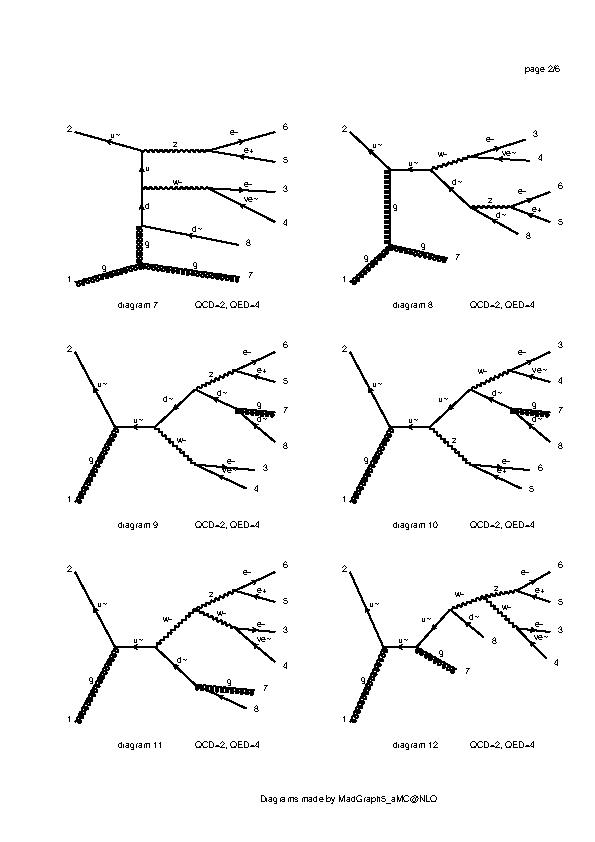 page 2/6
2 u~ z e- 6
e+ 5
u
w- e- 3
ve~
d 4
d~ 8
g
1 g g 7
diagram 7 QCD=2, QED=4
2 u~ w- e- 3
ve~ 4
u~
d~ e- 6
g z e+ 5
d~ 8
g g 7
1
diagram 8 QCD=2, QED=4
2 e- 6
z e+ 5
u~ d~ d~ g 7
d~ 8
u~
w-
g e- 3
ve~ 4
1
diagram 9 QCD=2, QED=4
2 e- 3
w- ve~ 4
u~ u~ d~ g 7
d~ 8
u~
z
g e- 6
e+ 5
1
diagram 10 QCD=2, QED=4
2 e- 6
z e+ 5
u~ w- w- e- 3
ve~ 4
u~
d~
g g 7
8
1
diagram 11 QCD=2, QED=4
2 e- 6
w- z e+ 5
u~ u~ d~ w- e- 3
ve~ 4
8
u~
g g 7
1
diagram 12 QCD=2, QED=4
Diagrams made by MadGraph5_aMC@NLO